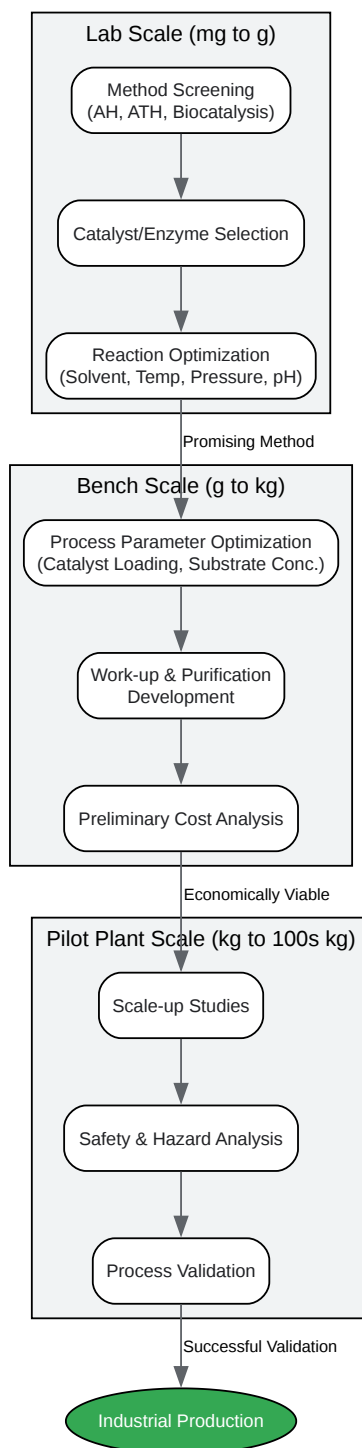 Lab Scale (mg to g)
Method Screening
(AH, ATH, Biocatalysis)
Catalyst/Enzyme Selection
Reaction Optimization
(Solvent, Temp, Pressure, pH)
Promising Method
Bench Scale (g to kg)
Process Parameter Optimization
(Catalyst Loading, Substrate Conc.)
Work-up & Purification
Development
Preliminary Cost Analysis
Economically Viable
Pilot Plant Scale (kg to 100s kg)
Scale-up Studies
Safety & Hazard Analysis
Process Validation
Successful Validation
Industrial Production